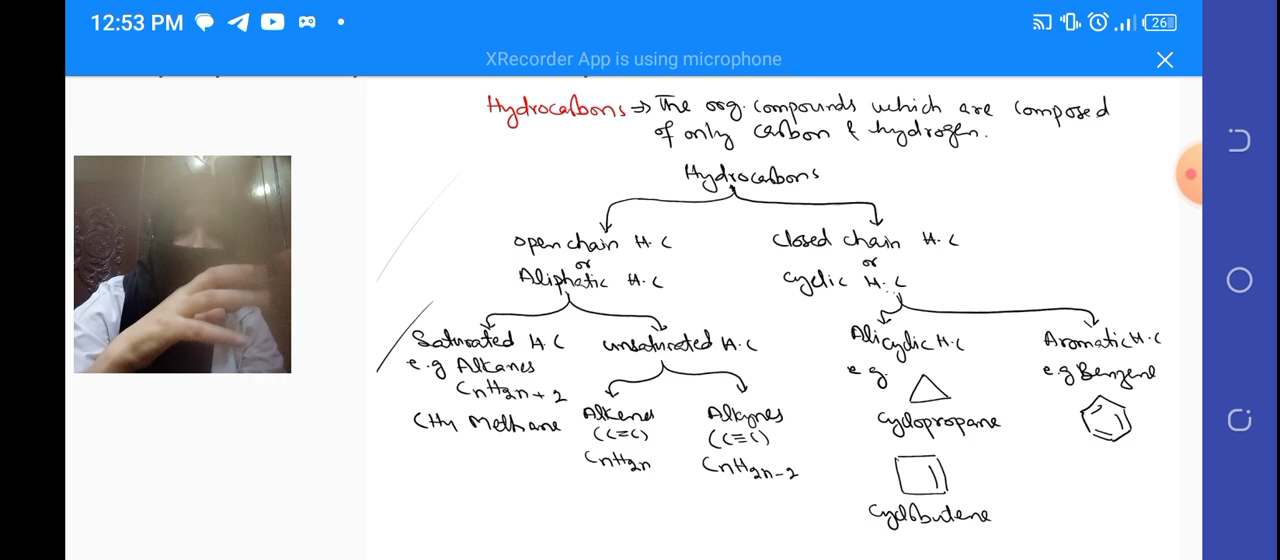 12:53 PM
26
XRecorder App is using microphone
Hydrocarbons ⇒ The org. compounds which are composed
of only carbon & hydrogen.
Hydrocarbons
open chain H.C
or
Aliphatic H.C
Closed chain H.C
or
Cyclic H.C
Saturated H.C
e.g Alkanes
CnH2n+2
CH4 Methane
unsaturated H.C
Alkenes
(C=C)
CnH2n
Alkynes
(C≡C)
CnH2n-2
Alicyclic H.C
e.g.
Cyclopropane
Cyclobutene
Aromatic H.C
e.g Benzene